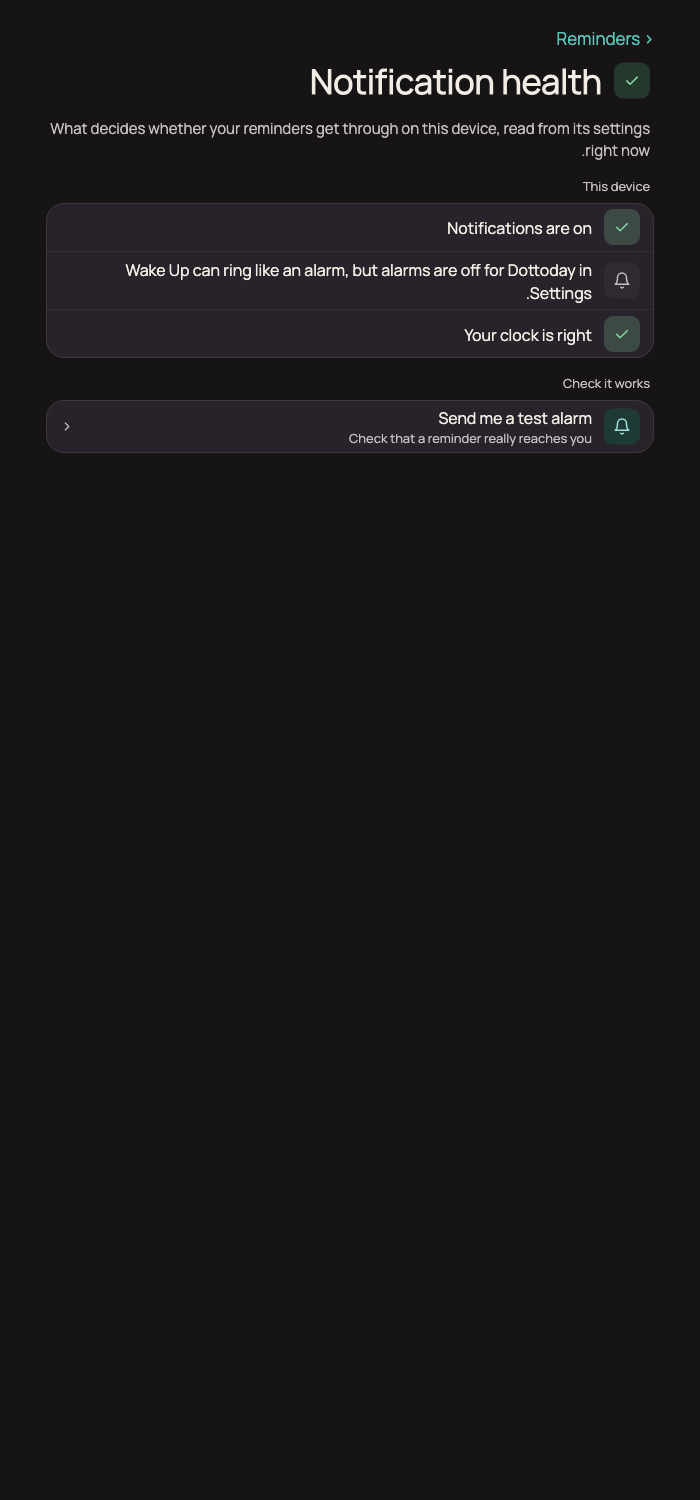 Reminders
Notification health
What decides whether your reminders get through on this device, read from its settings
.right now
This device
Notifications are on
Wake Up can ring like an alarm, but alarms are off for Dottoday in
.Settings
Your clock is right
Check it works
Send me a test alarm
Check that a reminder really reaches you